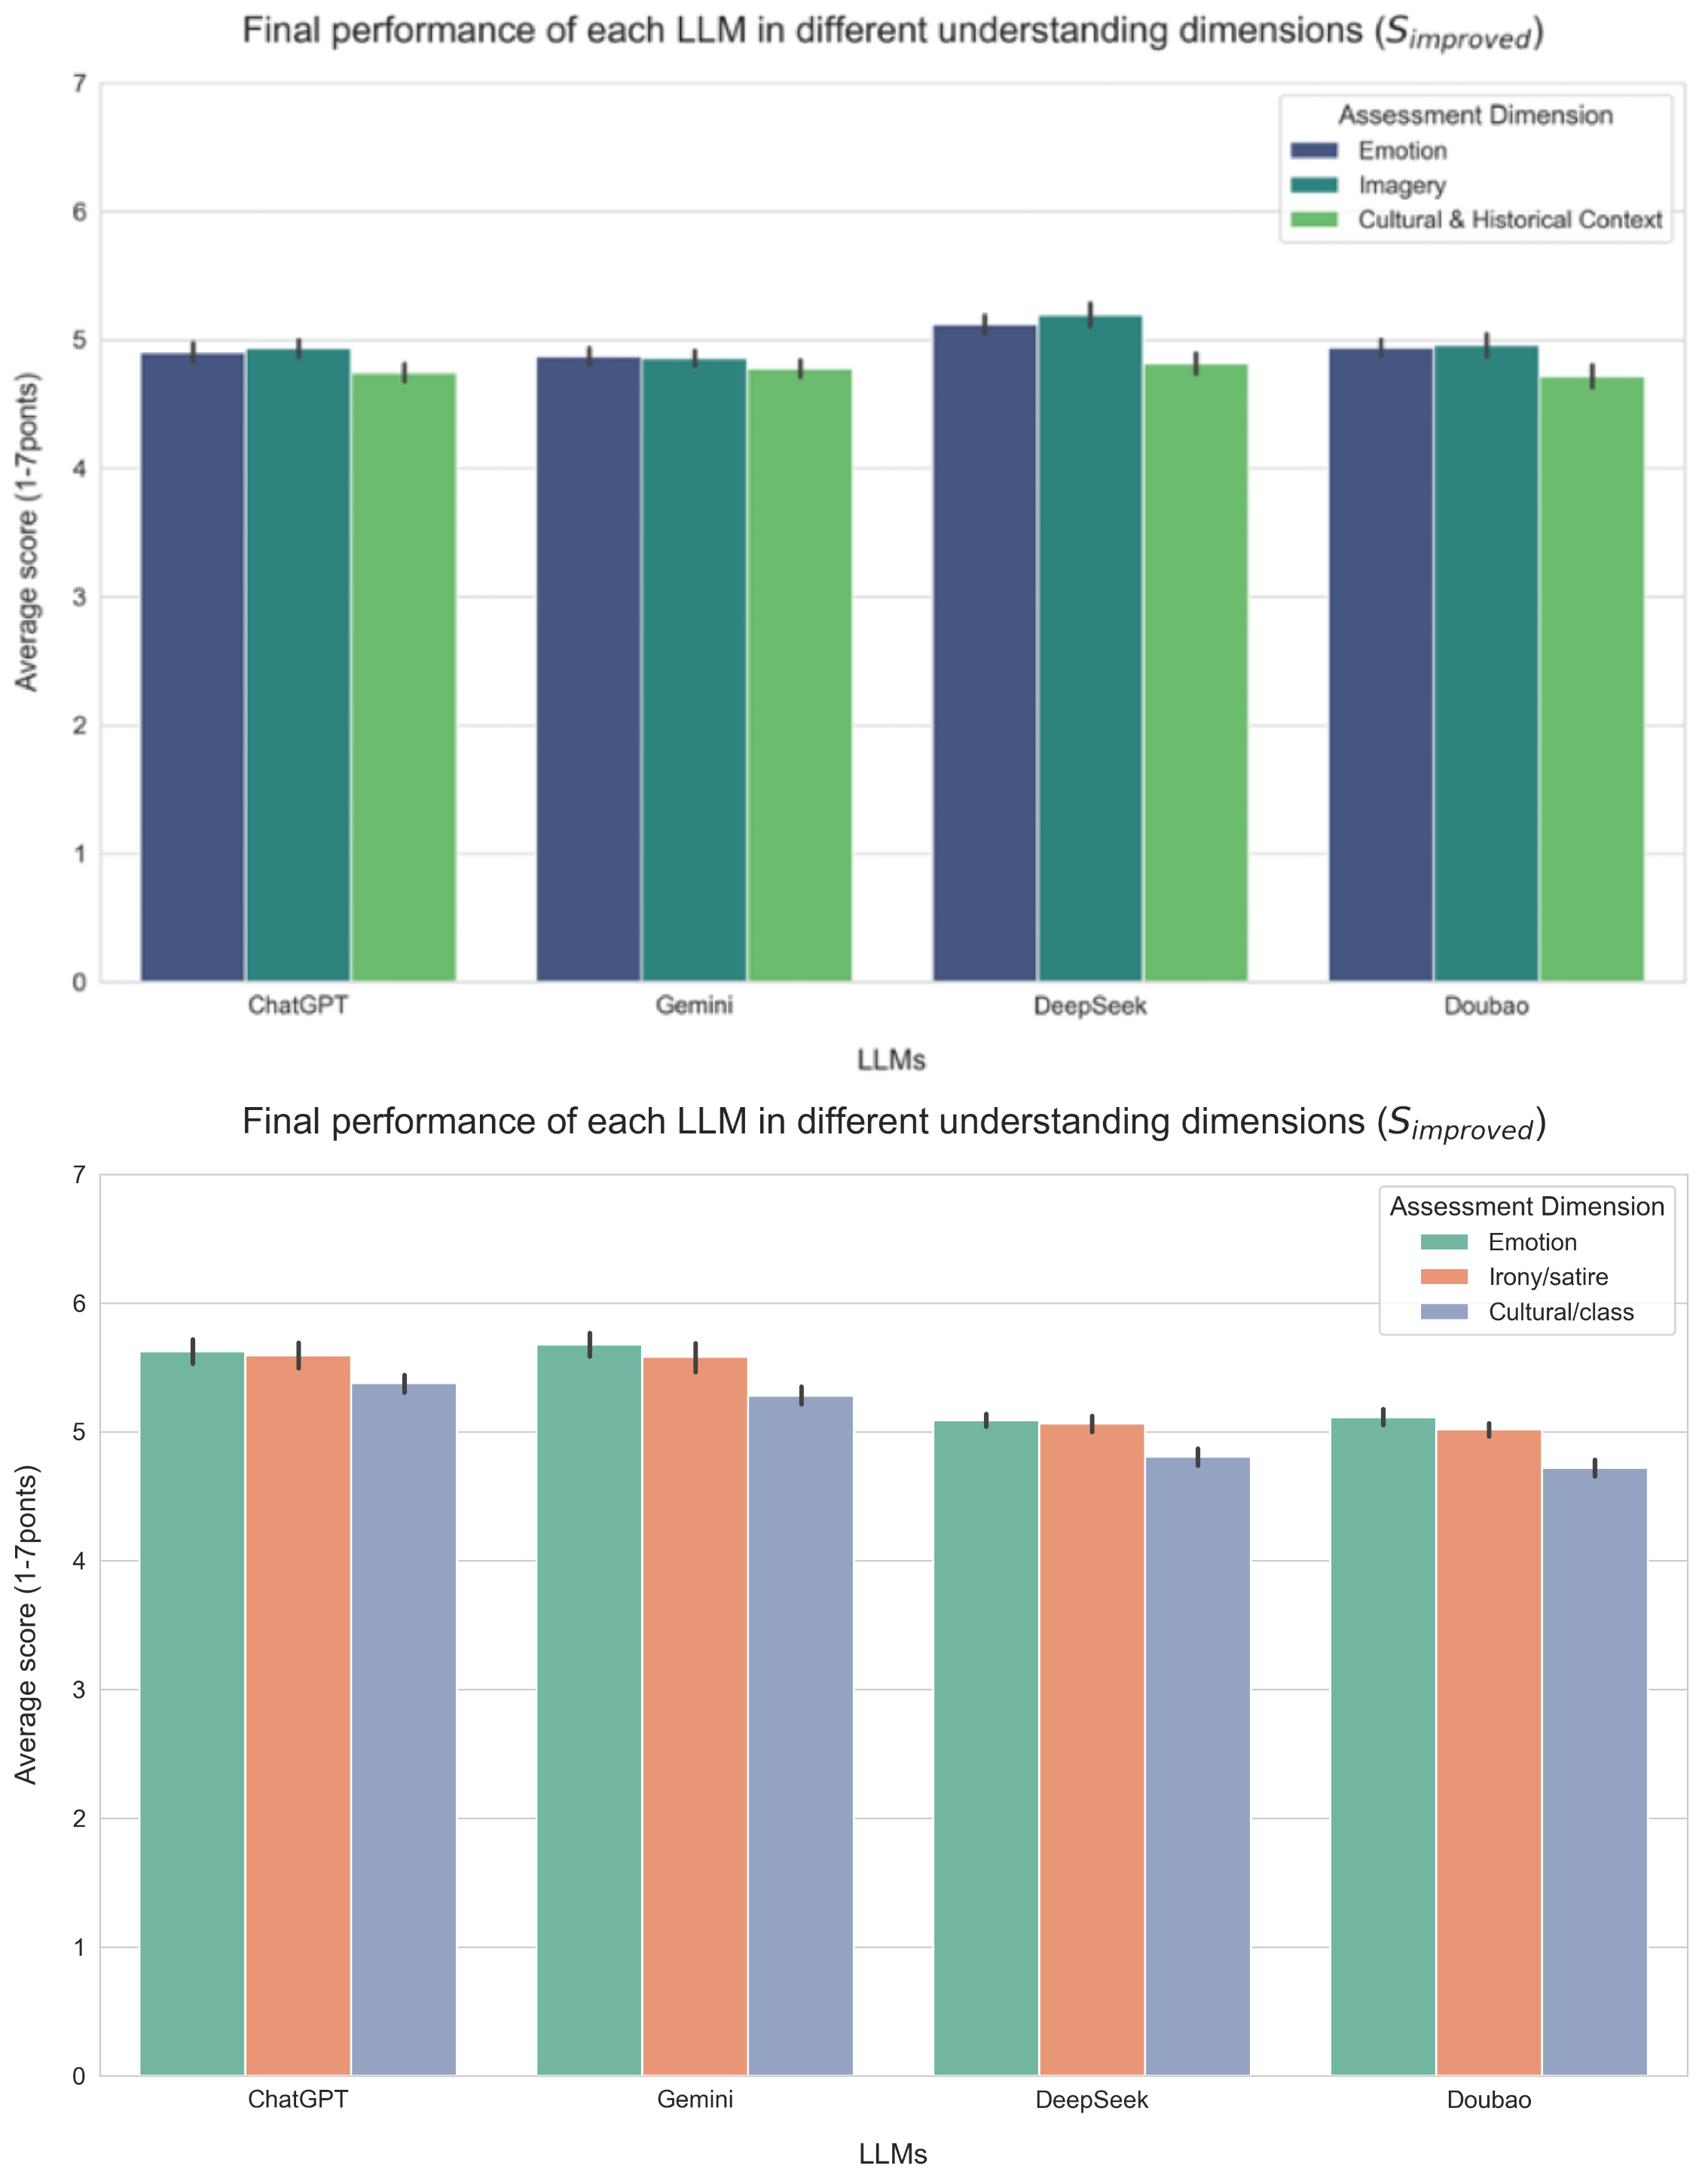 Final performance of each LLM in different understanding dimensions (S_improved)
7
6
5
4
3
2
1
0
Average score (1-7ponts)
Assessment Dimension
Emotion
Imagery
Cultural & Historical Context
ChatGPT Gemini DeepSeek Doubao
LLMs
Final performance of each LLM in different understanding dimensions (S_improved)
7
6
5
4
3
2
1
0
Average score (1-7ponts)
Assessment Dimension
Emotion
Irony/satire
Cultural/class
ChatGPT Gemini DeepSeek Doubao
LLMs